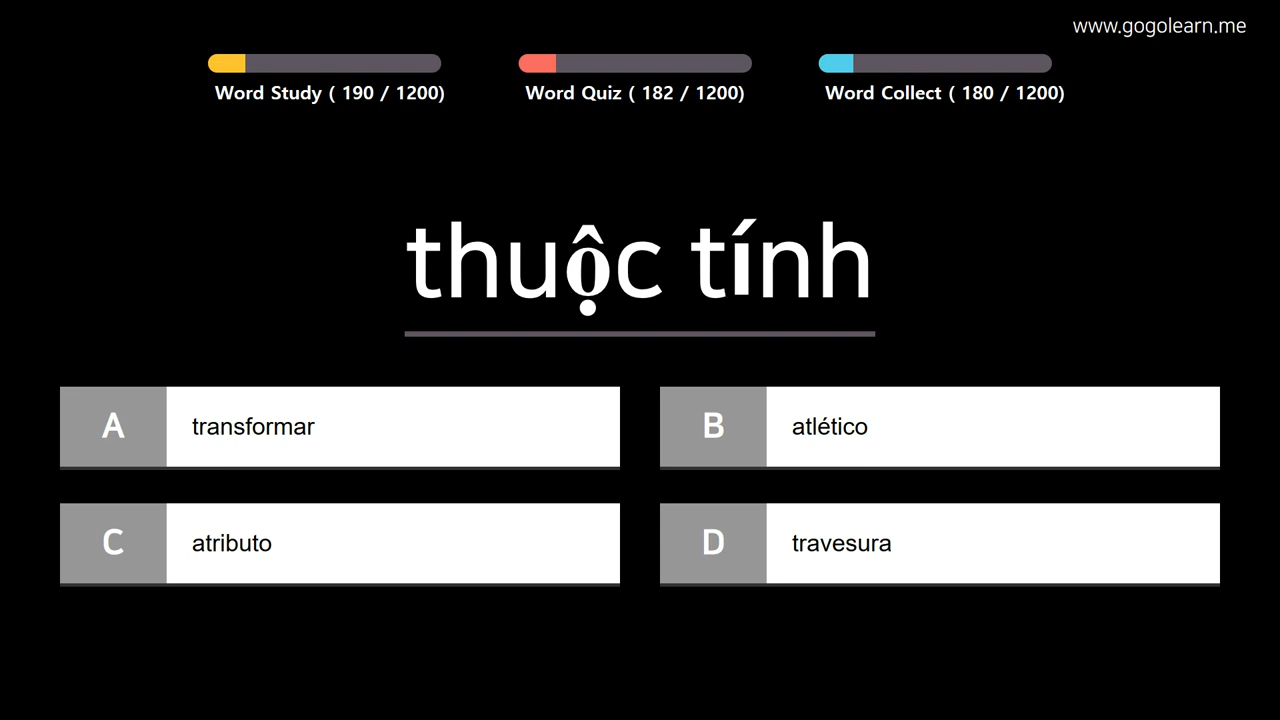 www.gogolearn.me
Word Study ( 190 / 1200)
Word Quiz ( 182 / 1200)
Word Collect ( 180 / 1200)
thuộc tính
A transformar
B atlético
C atributo
D travesura